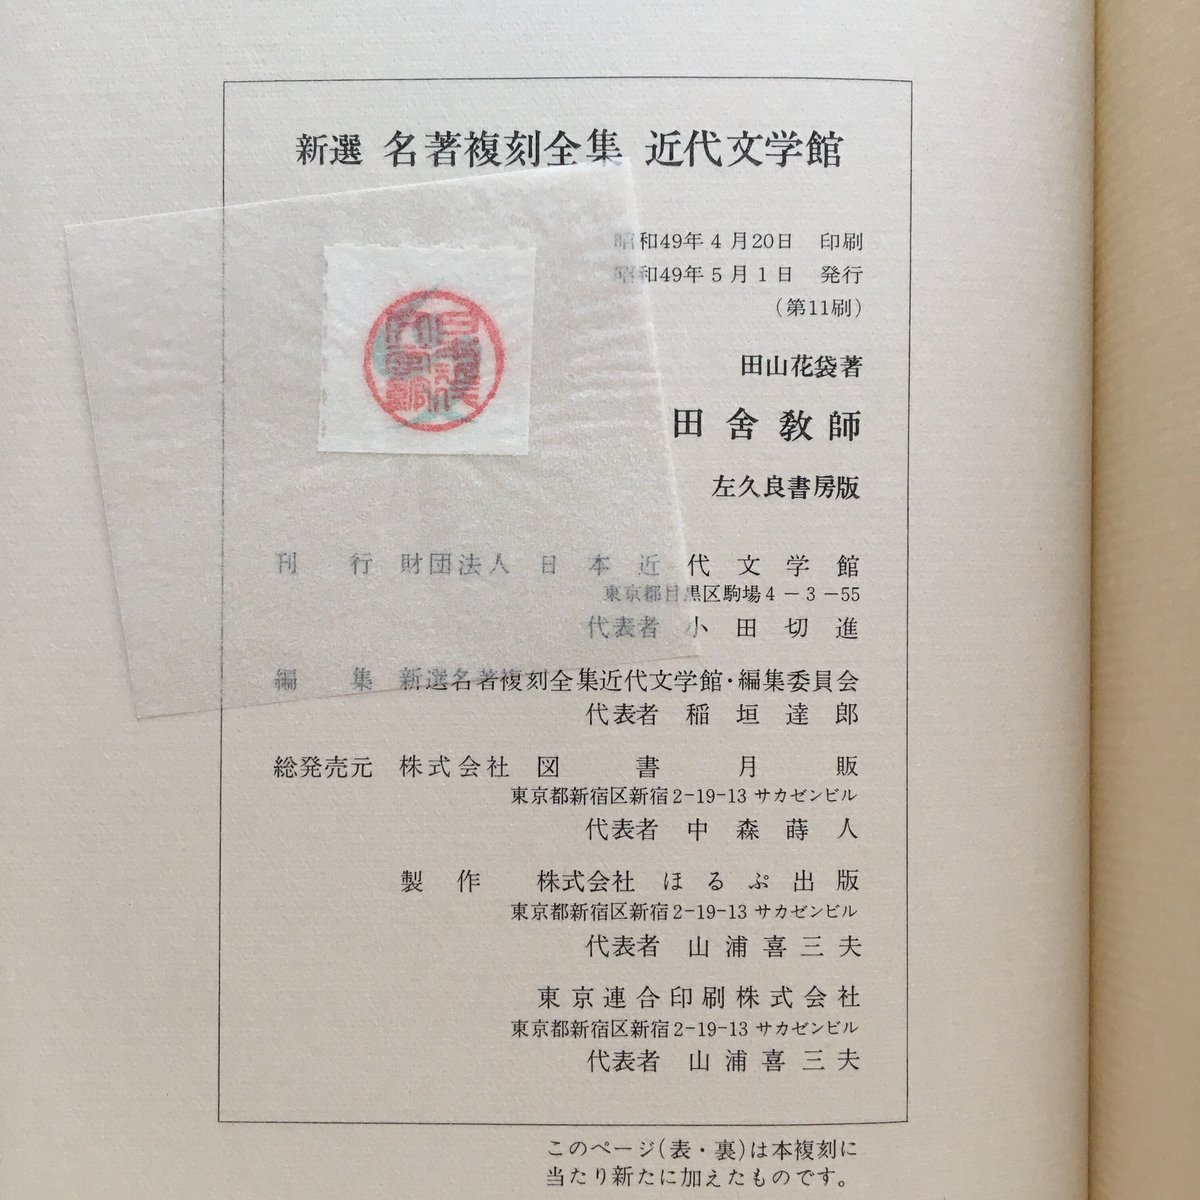 新選 名著複刻全集 近代文学館
昭和49年4月20日 印刷
昭和49年5月1日 発行
(第11刷)
田山花袋著
田舎教師
左久良書房版
刊行 財団法人 日本近代文学館
東京都目黒区駒場4-3-55
代表者 小田切進
編集 新選名著複刻全集近代文学館・編集委員会
代表者 稲垣達郎
総発売元 株式会社 図書月販
東京都新宿区新宿2-19-13 サカゼンビル
代表者 中森蒔人
製作 株式会社 ほるぷ出版
東京都新宿区新宿2-19-13 サカゼンビル
代表者 山浦喜三夫
東京連合印刷株式会社
東京都新宿区新宿2-19-13 サカゼンビル
代表者 山浦喜三夫
このページ(表・裏)は本複刻に
当たり新たに加えたものです。